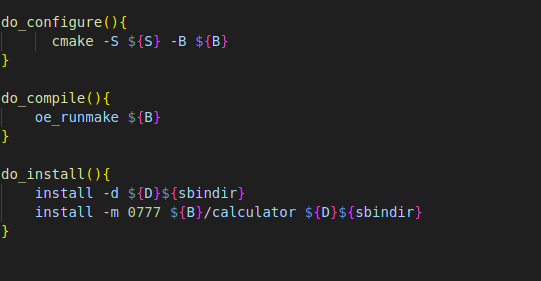 do_configure(){
cmake -S ${S} -B ${B}
}
do_compile(){
oe_runmake ${B}
}
do_install(){
install -d ${D}${sbindir}
install -m 0777 ${B}/calculator ${D}${sbindir}
}